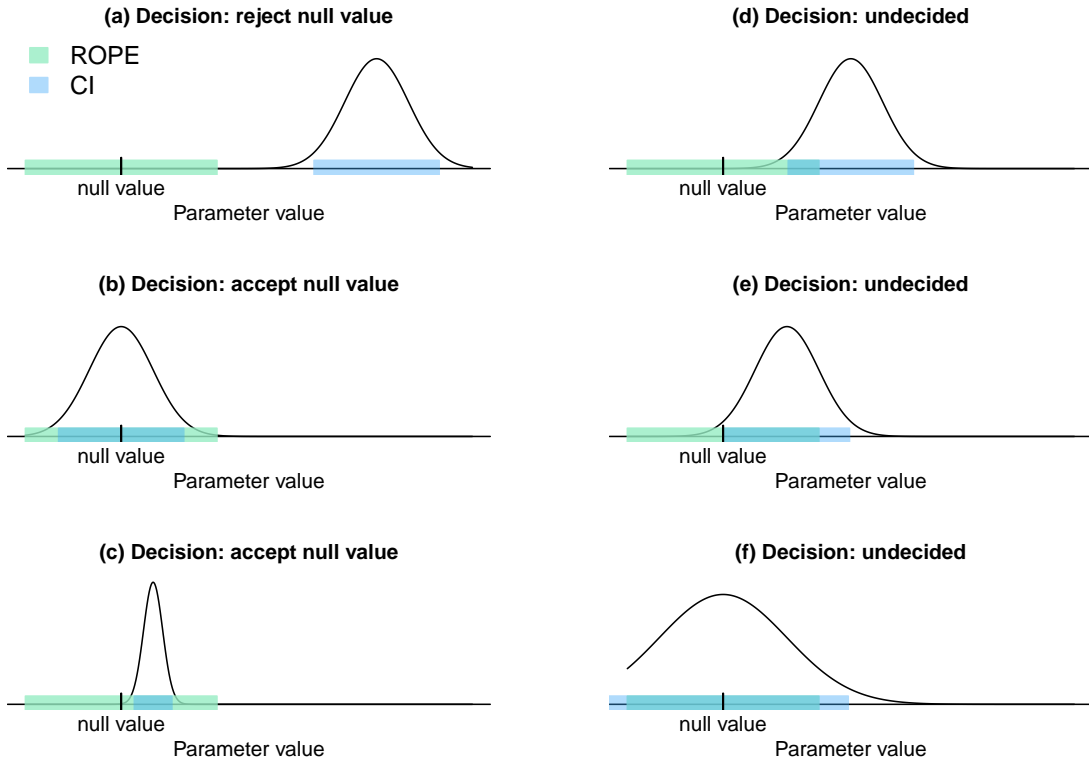 (a) Decision: reject null value
ROPE
CI
null value
Parameter value
(b) Decision: accept null value
null value
Parameter value
(c) Decision: accept null value
null value
Parameter value
(d) Decision: undecided
null value
Parameter value
(e) Decision: undecided
null value
Parameter value
(f) Decision: undecided
null value
Parameter value